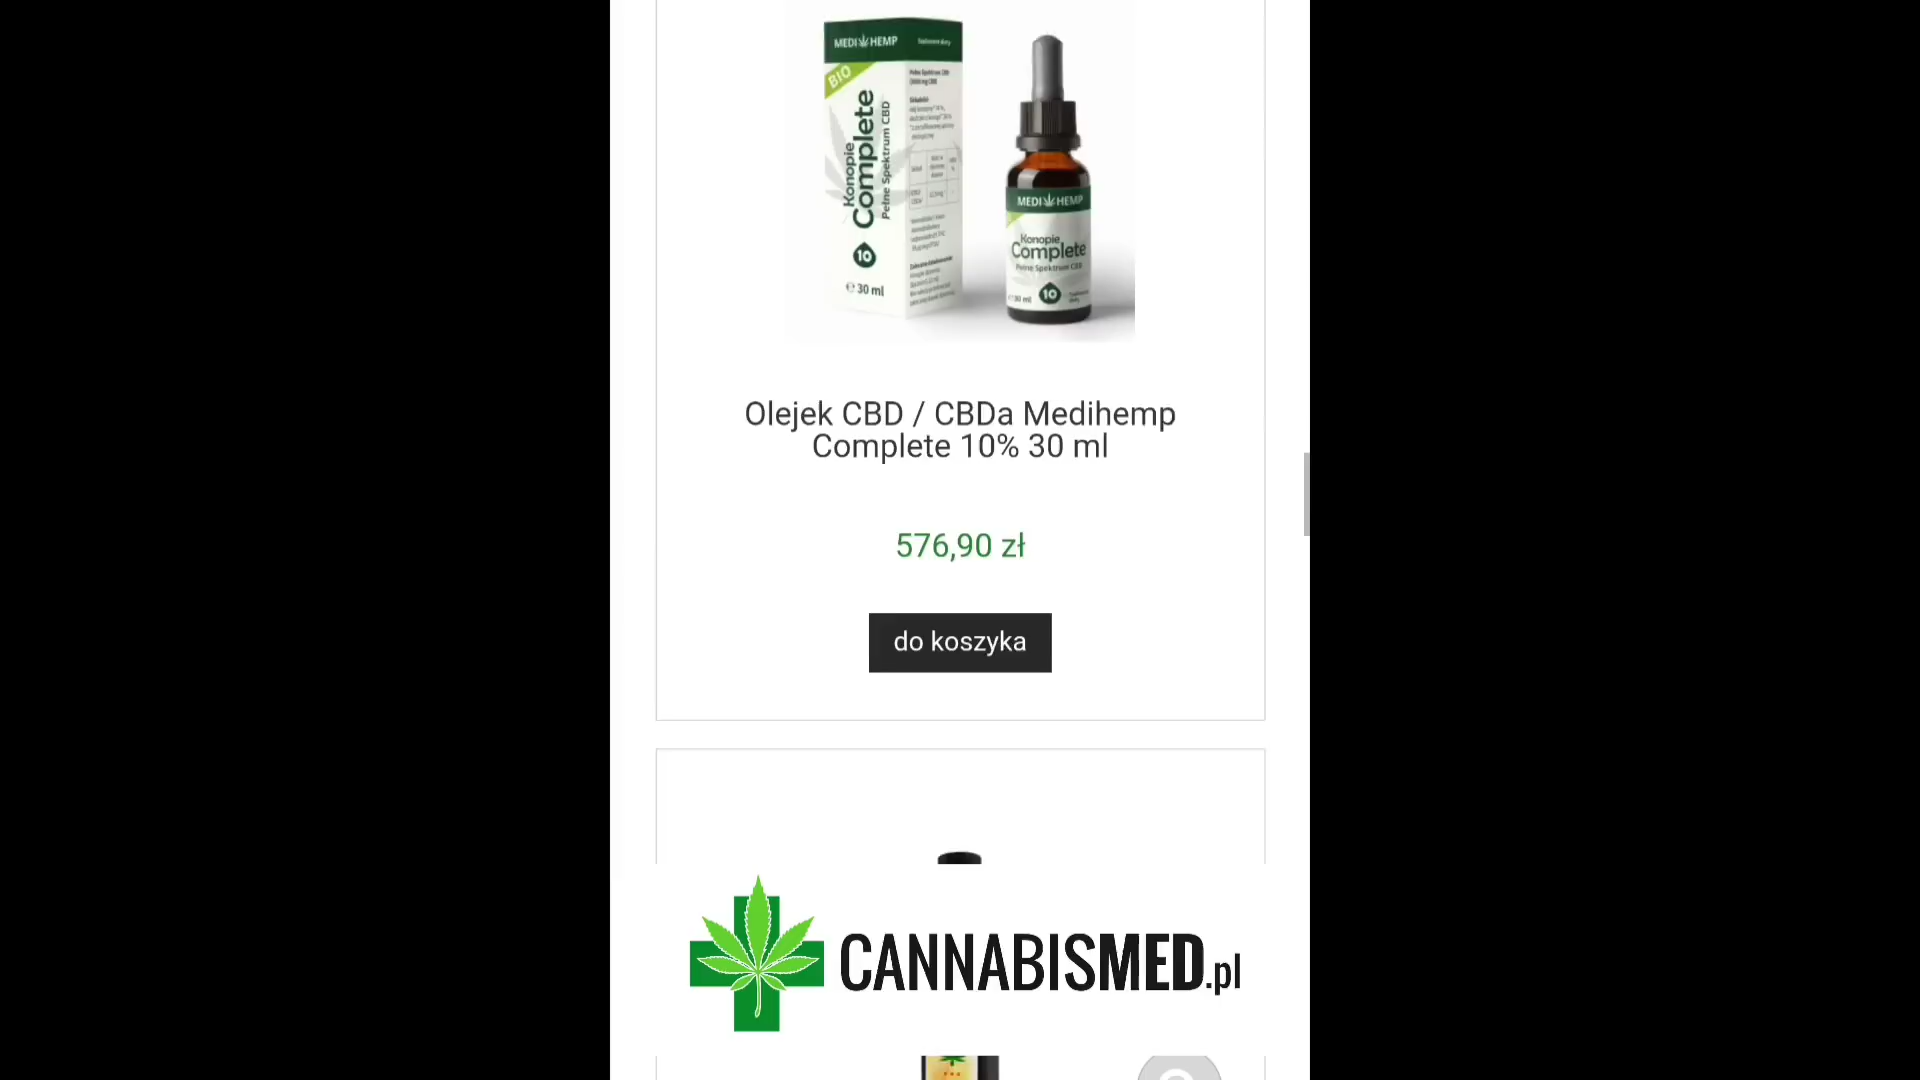 MEDI HEMP
BIO
Konopie
Complete
Pełne Spektrum CBD
10
℮ 30 ml
MEDI HEMP
Konopie
Complete
Pełne Spektrum CBD
30 ml
10
Olejek CBD / CBDa Medihemp
Complete 10% 30 ml
576,90 zł
do koszyka
CANNABISMED.pl